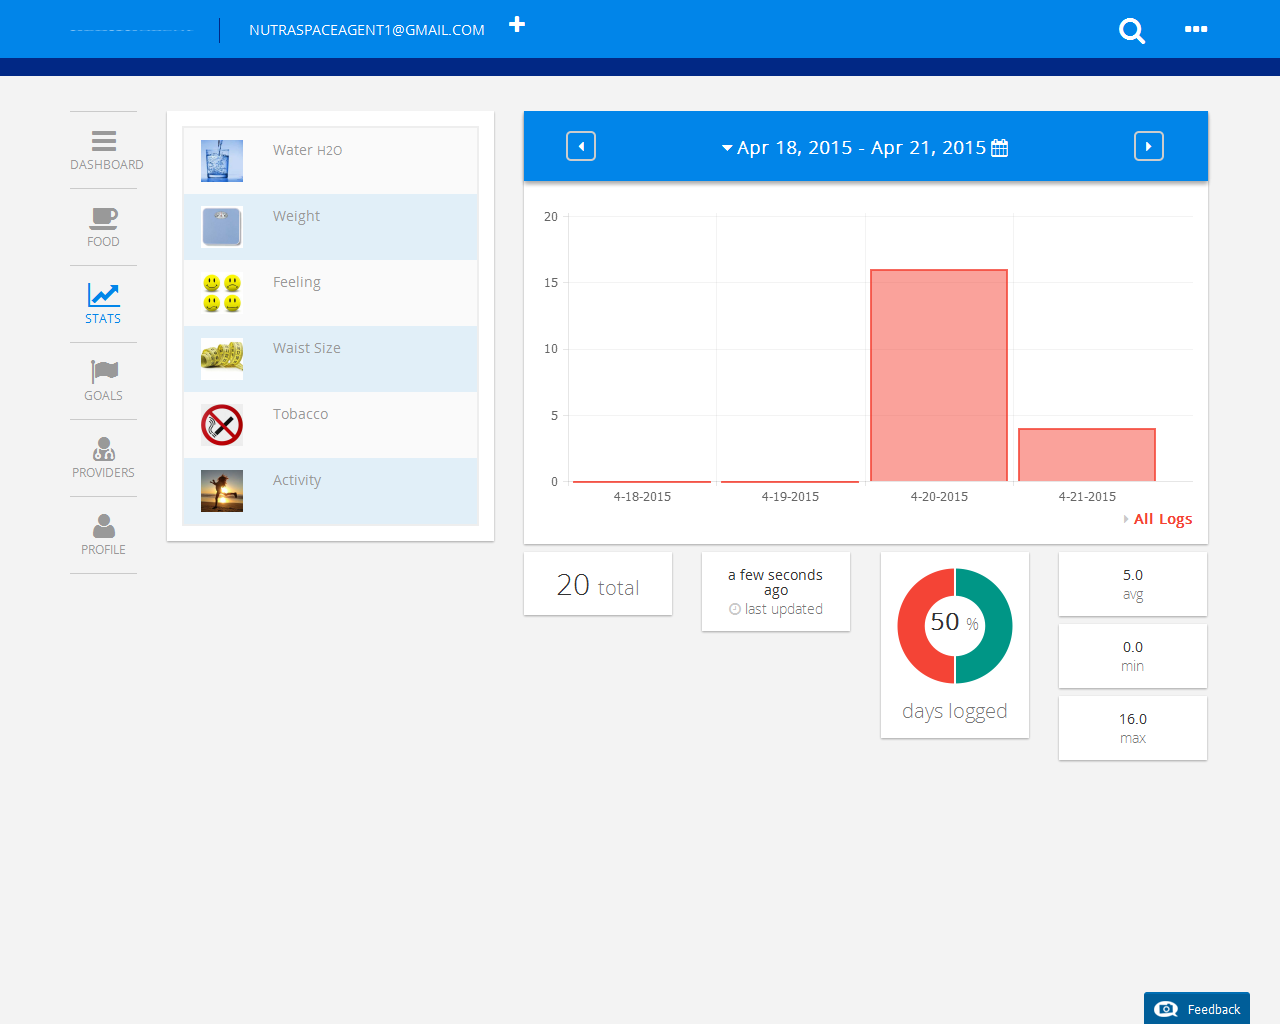 NUTRASPACEAGENT1@GMAIL.COM
DASHBOARD
FOOD
STATS
GOALS
PROVIDERS
PROFILE
Water H2O
Weight
Feeling
Waist Size
Tobacco
Activity
Apr 18, 2015 - Apr 21, 2015
20
15
10
5
0
4-18-2015 4-19-2015 4-20-2015 4-21-2015
All Logs
20 total
a few seconds
ago
last updated
50 %
days logged
5.0
avg
0.0
min
16.0
max
Feedback